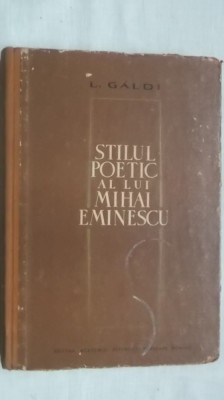 L. GALDI
STILUL
POETIC
AL LUI
MIHAI
EMINESCU